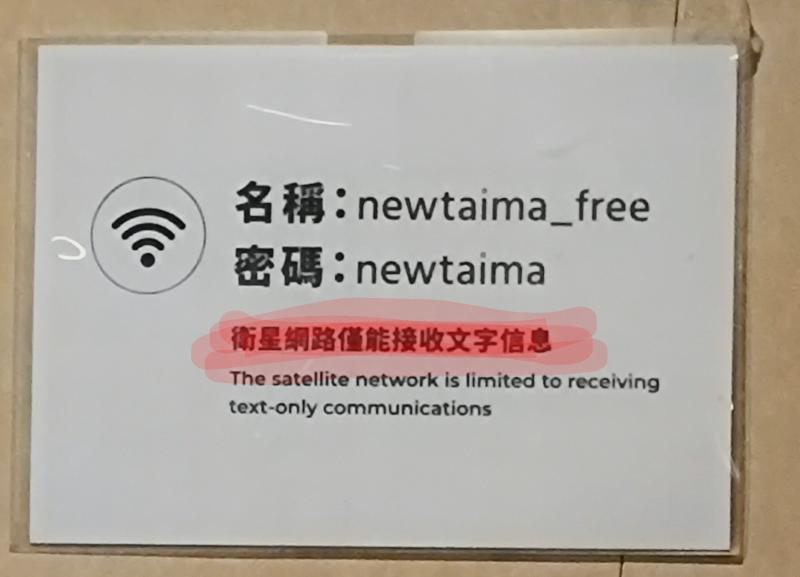 名稱：newtaima_free
密碼：newtaima
衛星網路僅能接收文字信息
The satellite network is limited to receiving
text-only communications